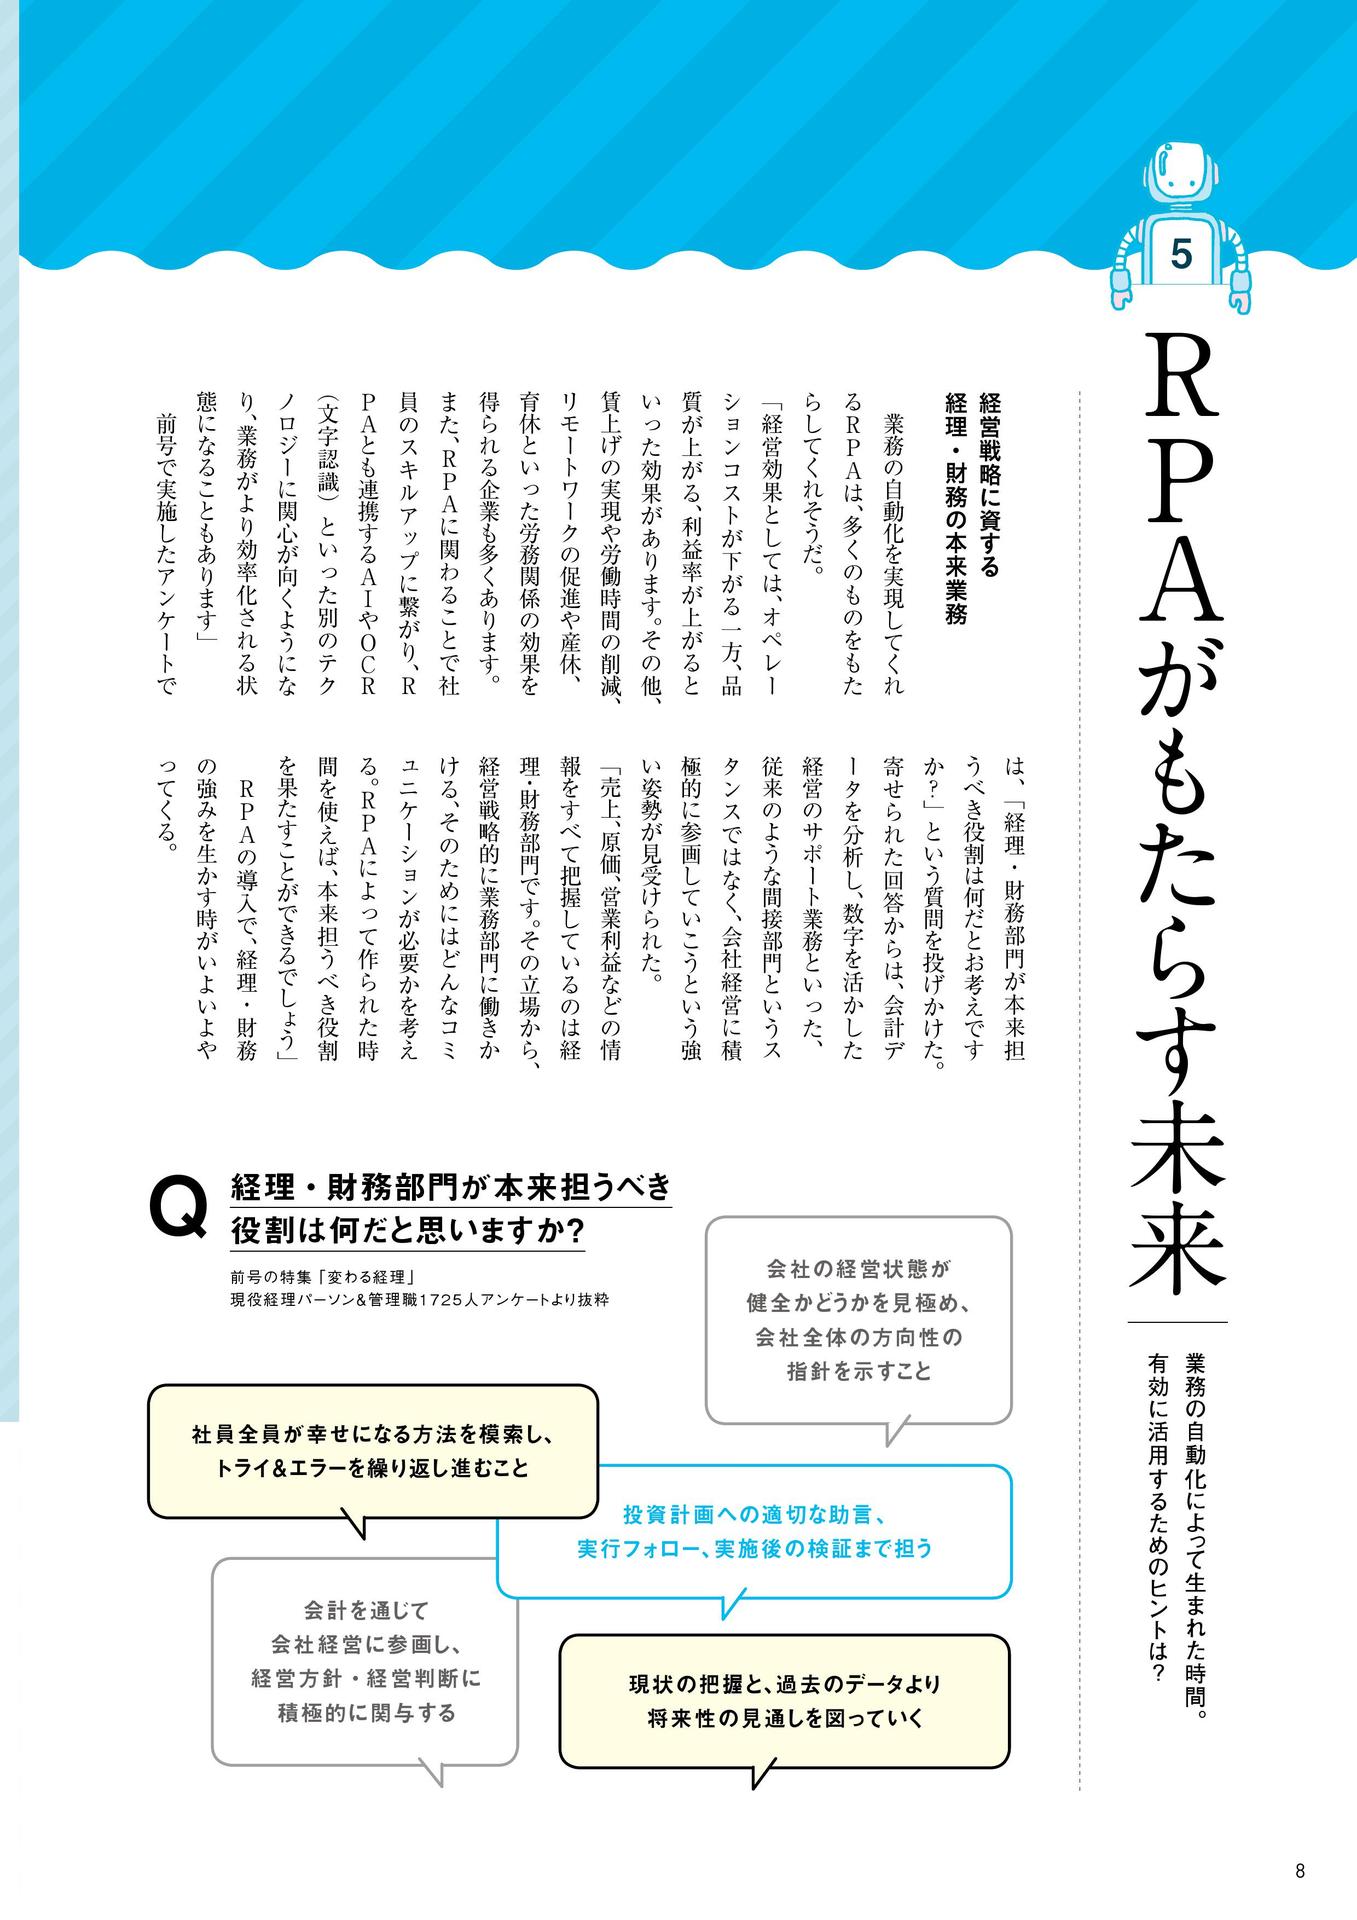 5
RPAがもたらす未来
業務の自動化によって生まれた時間。
有効に活用するためのヒントは？
経営戦略に資する
経理・財務の本来業務
業務の自動化を実現してくれ
るRPAは、多くのものをもた
らしてくれそうだ。
「経営効果としては、オペレー
ションコストが下がる一方、品
質が上がる、利益率が上がると
いった効果があります。その他、
賃上げの実現や労働時間の削減、
リモートワークの促進や産休、
育休といった労務関係の効果を
得られる企業も多くあります。
また、RPAに関わることで社
員のスキルアップに繋がり、R
PAとも連携するAIやOCR
（文字認識）といった別のテク
ノロジーに関心が向くようにな
り、業務がより効率化される状
態になることもあります」
前号で実施したアンケートで
は、「経理・財務部門が本来担
うべき役割は何だとお考えです
か？」という質問を投げかけた。
寄せられた回答からは、会計デ
ータを分析し、数字を活かした
経営のサポート業務といった、
従来のような間接部門というス
タンスではなく、会社経営に積
極的に参画していこうという強
い姿勢が見受けられた。
「売上、原価、営業利益などの情
報をすべて把握しているのは経
理・財務部門です。その立場から、
経営戦略的に業務部門に働きか
ける、そのためにはどんなコミ
ュニケーションが必要かを考え
る。RPAによって作られた時
間を使えば、本来担うべき役割
を果たすことができるでしょう」
RPAの導入で、経理・財務
の強みを生かす時がいよいよや
ってくる。
Q 経理・財務部門が本来担うべき
役割は何だと思いますか？
前号の特集「変わる経理」
現役経理パーソン&管理職1725人アンケートより抜粋
会社の経営状態が
健全かどうかを見極め、
会社全体の方向性の
指針を示すこと
社員全員が幸せになる方法を模索し、
トライ&エラーを繰り返し進むこと
投資計画への適切な助言、
実行フォロー、実施後の検証まで担う
会計を通じて
会社経営に参画し、
経営方針・経営判断に
積極的に関与する
現状の把握と、過去のデータより
将来性の見通しを図っていく
8